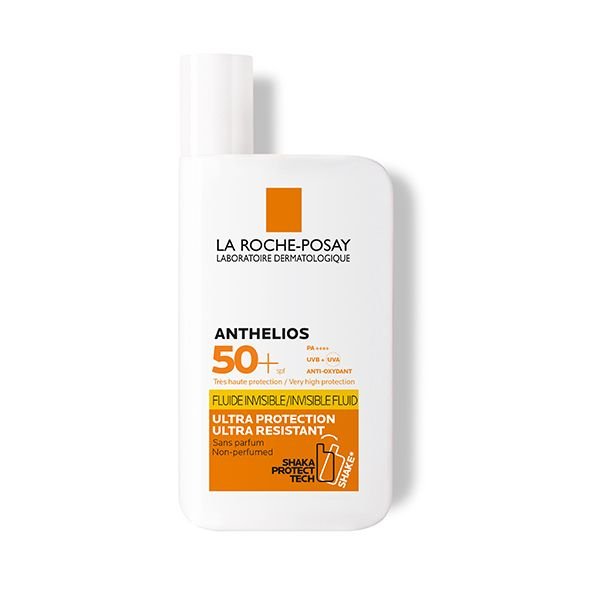 LA ROCHE-POSAY
LABORATOIRE DERMATOLOGIQUE
ANTHELIOS
50+ spf
PA ++++
UVB + UVA
ANTI-OXYDANT
Très haute protection / Very high protection
FLUIDE INVISIBLE/INVISIBLE FLUID
ULTRA PROTECTION
ULTRA RESISTANT
Sans parfum
Non-perfumed
SHAKA
PROTECT
TECH
SHAKE*